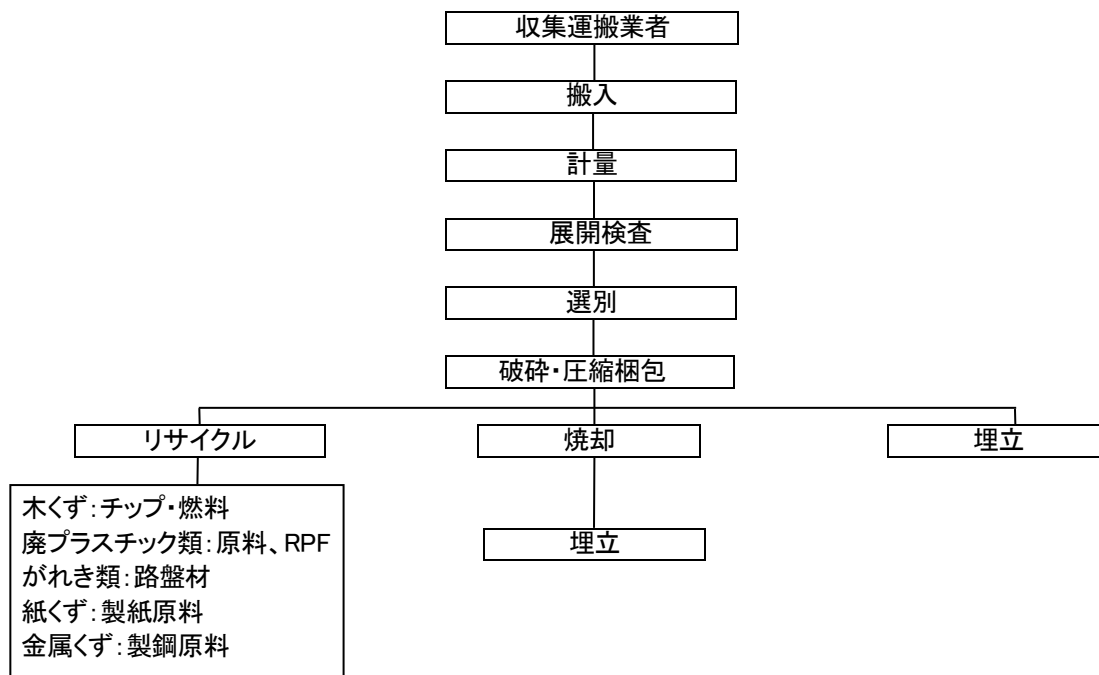 収集運搬業者
搬入
計量
展開検査
選別
破砕・圧縮梱包
リサイクル
焼却
埋立
木くず：チップ・燃料
廃プラスチック類：原料、RPF
がれき類：路盤材
紙くず：製紙原料
金属くず：製鋼原料
埋立